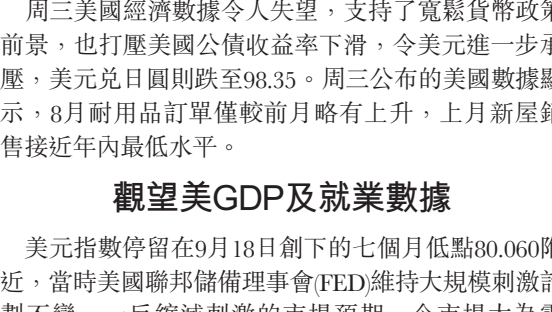 周三美國經濟數據令人失望，支持了寬鬆貨幣政策
前景，也打壓美國公債收益率下滑，令美元進一步承
壓，美元兌日圓則跌至98.35。周三公布的美國數據顯
示，8月耐用品訂單僅較前月略有上升，上月新屋銷
售接近年內最低水平。
觀望美GDP及就業數據
美元指數停留在9月18日創下的七個月低點80.060附
近，當時美國聯邦儲備理事會(FED)維持大規模刺激計